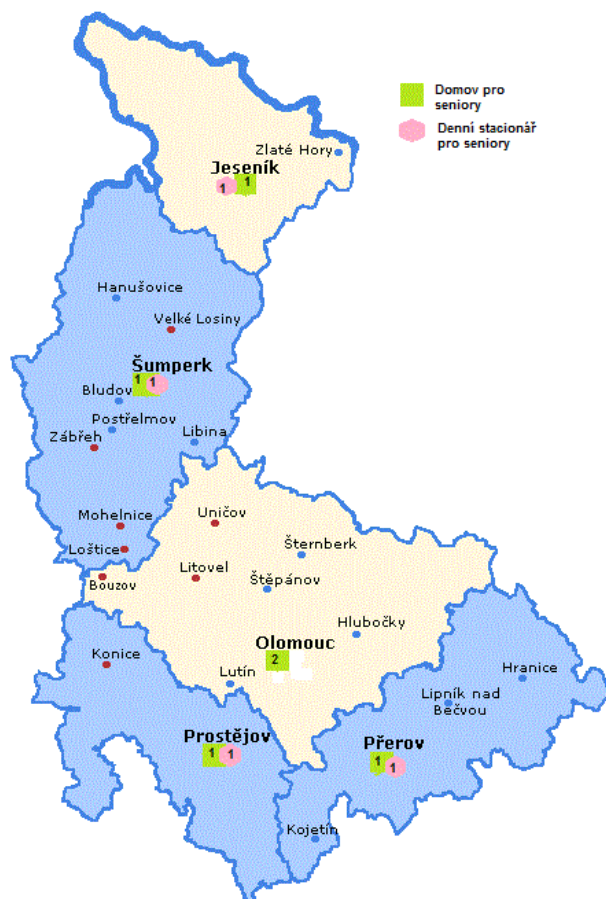 Domov pro
seniory
Denní stacionář
pro seniory
Zlaté Hory
Jeseník
1
1
Hanušovice
Velké Losiny
Šumperk
1
1
Bludov
Postřelmov
Zábřeh
Libina
Mohelnice
Uničov
Loštice
Šternberk
Bouzov
Litovel
Štěpánov
Hlubočky
Olomouc
2
Konice
Lutín
Hranice
Lipník nad
Bečvou
Prostějov
1
1
Přerov
1
1
Kojetín